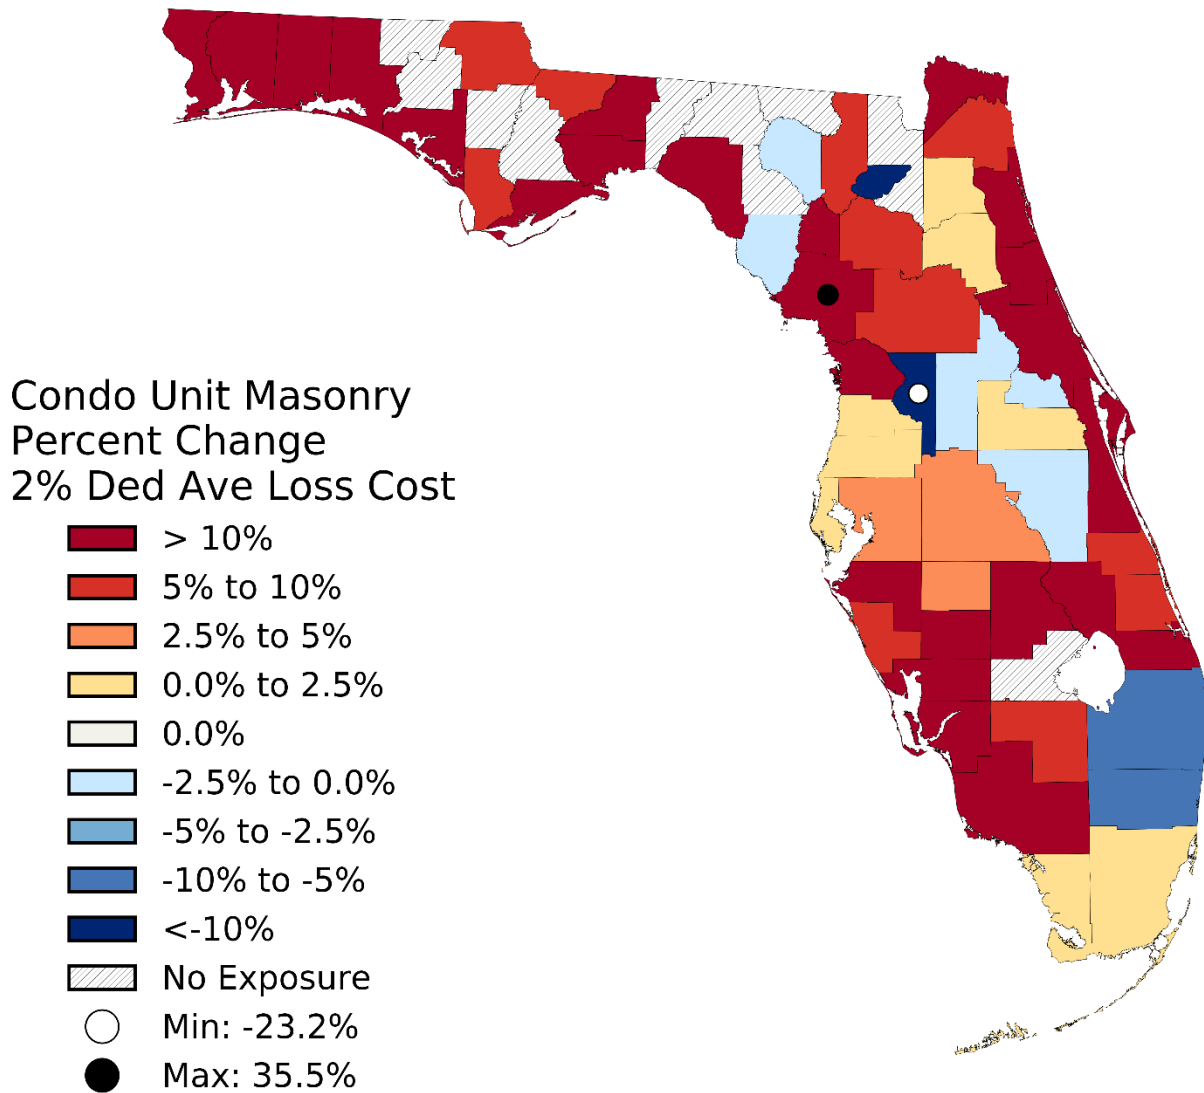 Condo Unit Masonry
Percent Change
2% Ded Ave Loss Cost
> 10%
5% to 10%
2.5% to 5%
0.0% to 2.5%
0.0%
-2.5% to 0.0%
-5% to -2.5%
-10% to -5%
<-10%
No Exposure
Min: -23.2%
Max: 35.5%